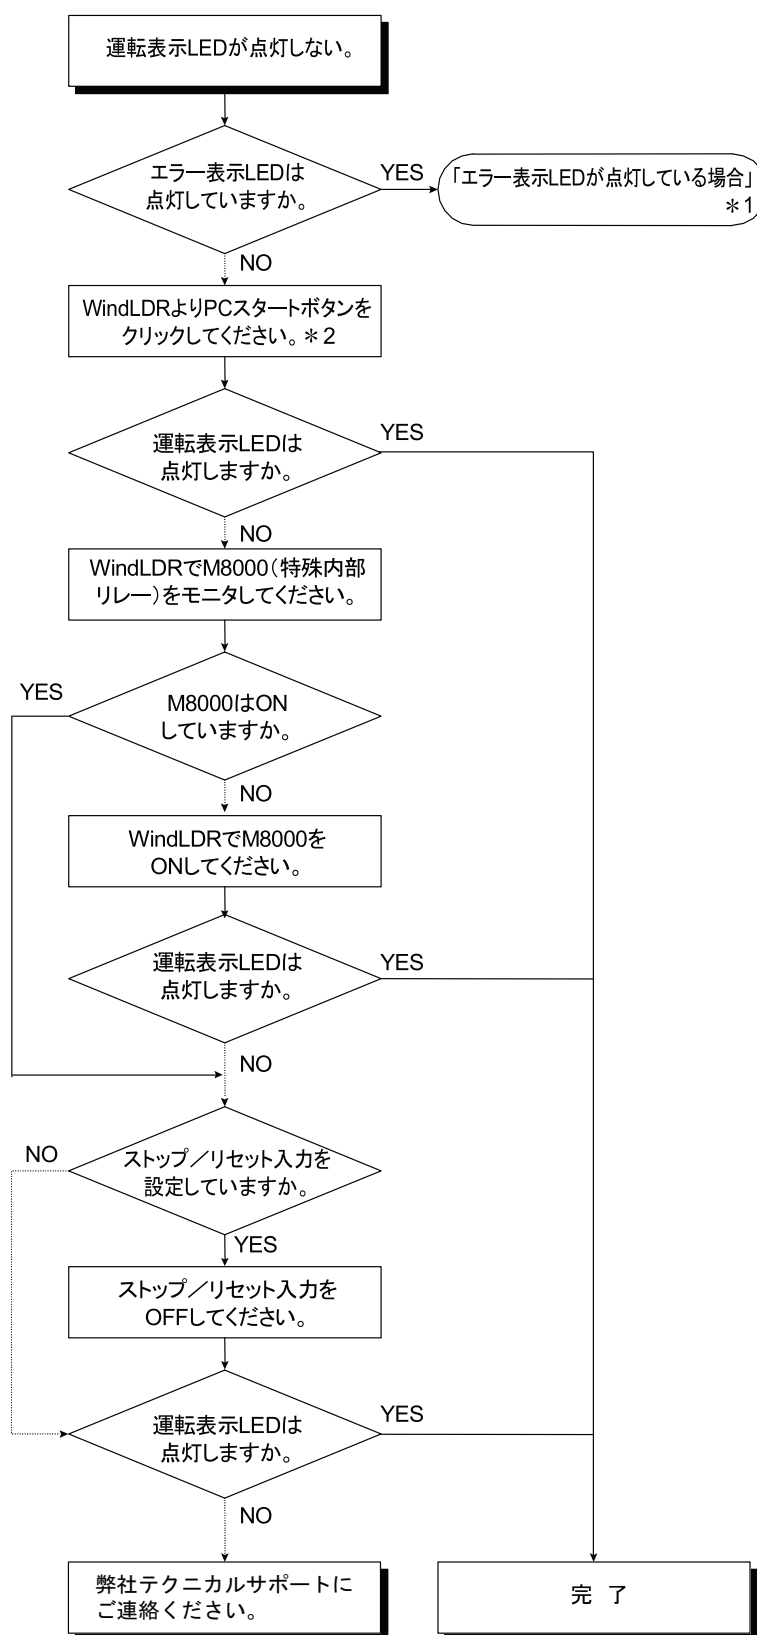 運転表示LEDが点灯しない。
エラー表示LEDは
点灯していますか。
YES
「エラー表示LEDが点灯している場合」
＊1
NO
WindLDRよりPCスタートボタンを
クリックしてください。＊2
運転表示LEDは
点灯しますか。
YES
NO
WindLDRでM8000（特殊内部
リレー）をモニタしてください。
YES
M8000はON
していますか。
NO
WindLDRでM8000を
ONしてください。
運転表示LEDは
点灯しますか。
YES
NO
NO
ストップ／リセット入力を
設定していますか。
YES
ストップ／リセット入力を
OFFしてください。
運転表示LEDは
点灯しますか。
YES
NO
弊社テクニカルサポートに
ご連絡ください。
完 了